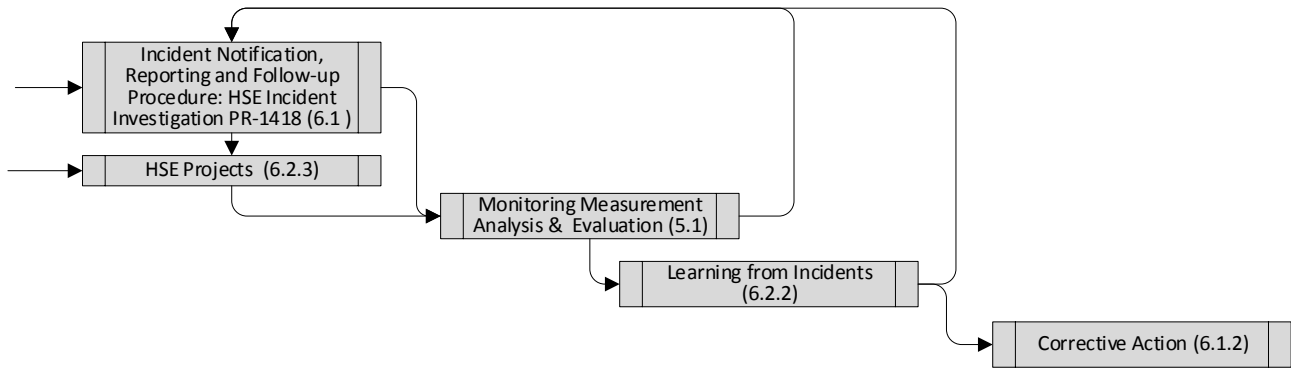 Incident Notification,
Reporting and Follow-up
Procedure: HSE Incident
Investigation PR-1418 (6.1 )
HSE Projects  (6.2.3)
Monitoring Measurement
Analysis &  Evaluation (5.1)
Learning from Incidents
(6.2.2)
Corrective Action (6.1.2)